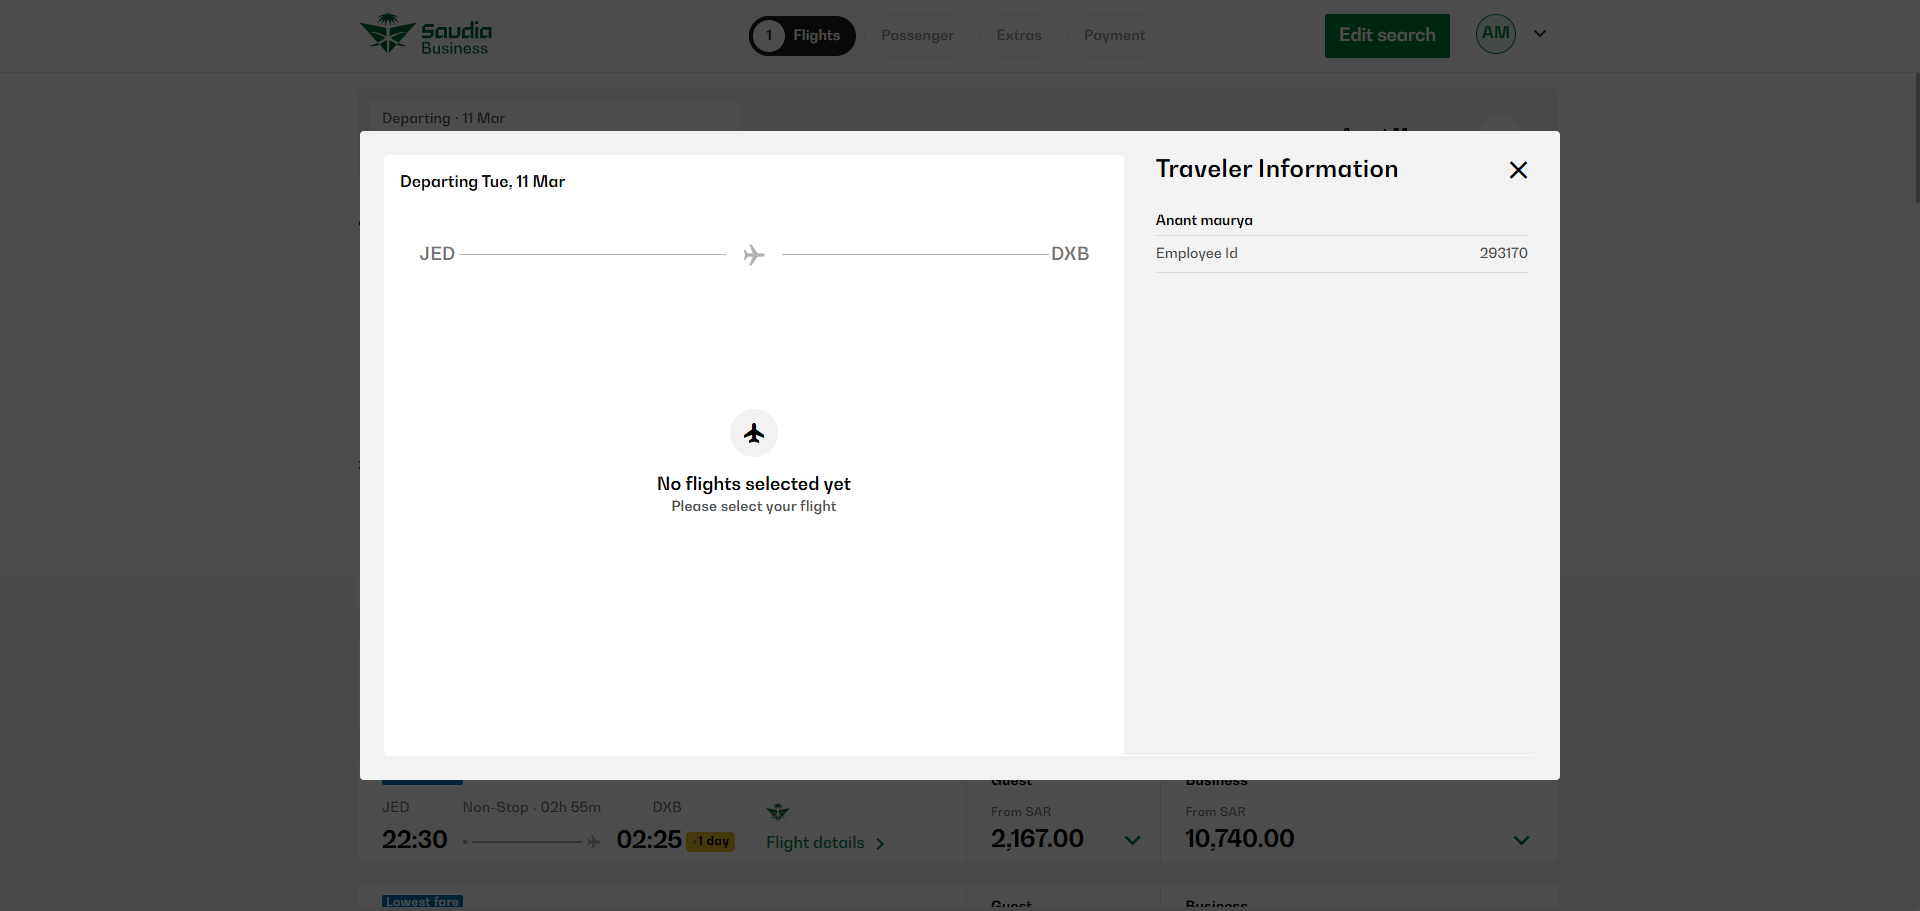 Saudia
Business
1 Flights Passenger Extras Payment
Edit search AM
Departing · 11 Mar
Departing Tue, 11 Mar
JED DXB
No flights selected yet
Please select your flight
Traveler Information
Anant maurya
Employee Id 293170
Guest Business
JED Non-Stop - 02h 55m DXB
From SAR From SAR
22:30 02:25 +1 day Flight details 2,167.00 10,740.00
Lowest fare Guest Business